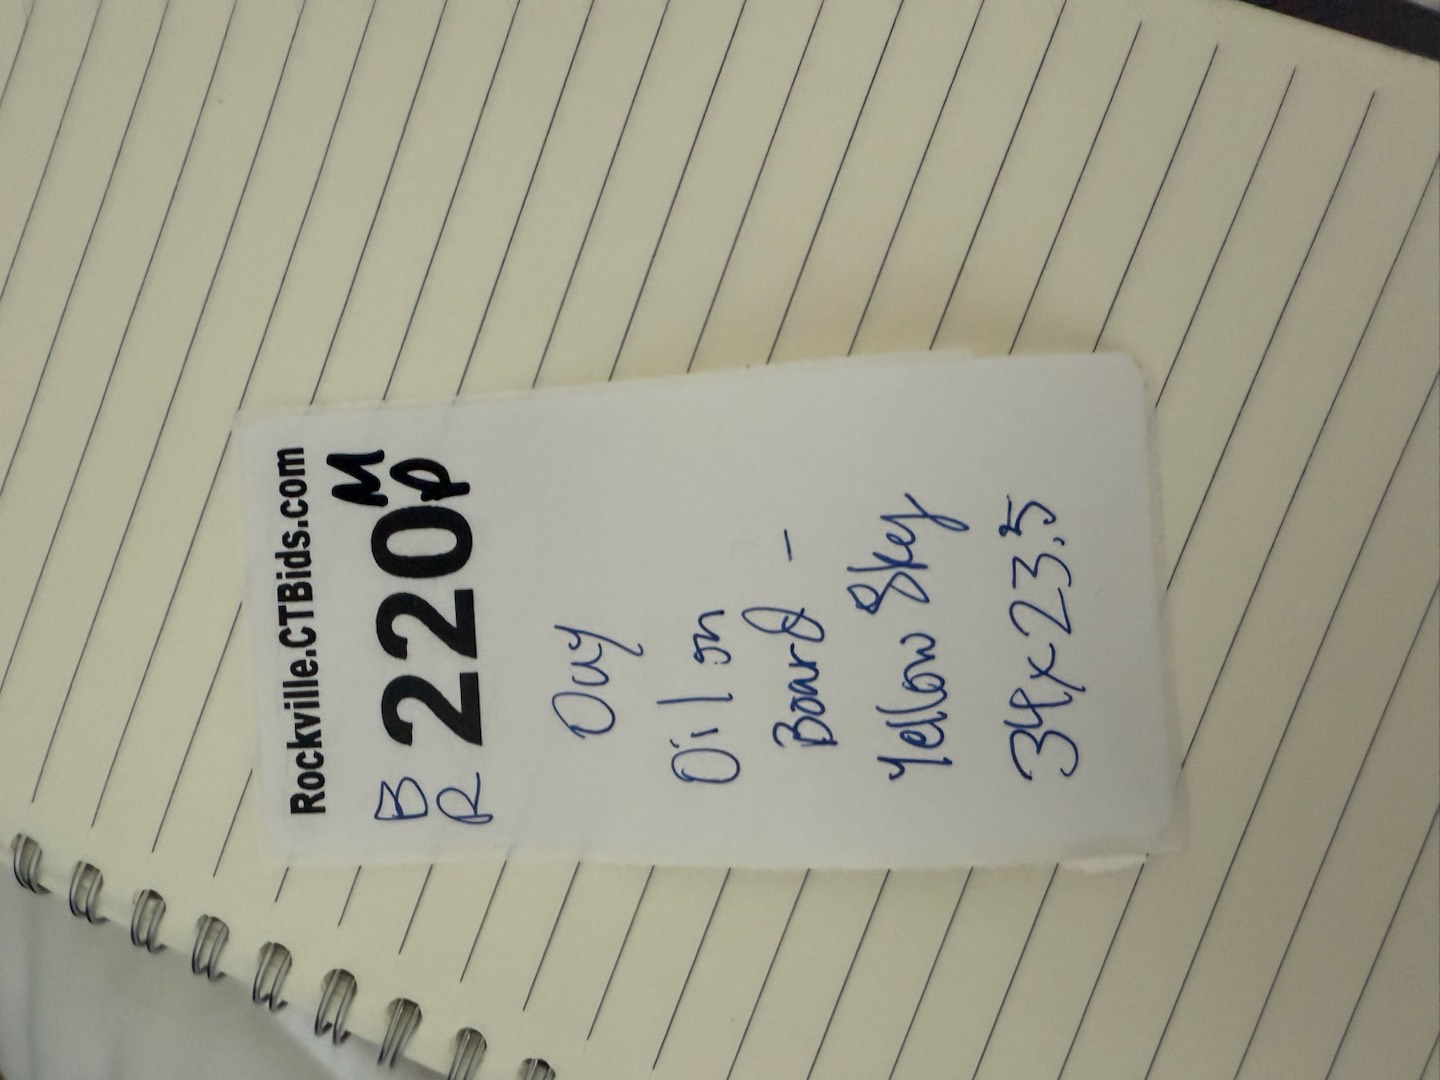 Rockville.CTBids.com
B R 220 M P
Ouy
Oil on
Board -
Yellow Sky
34x23.5